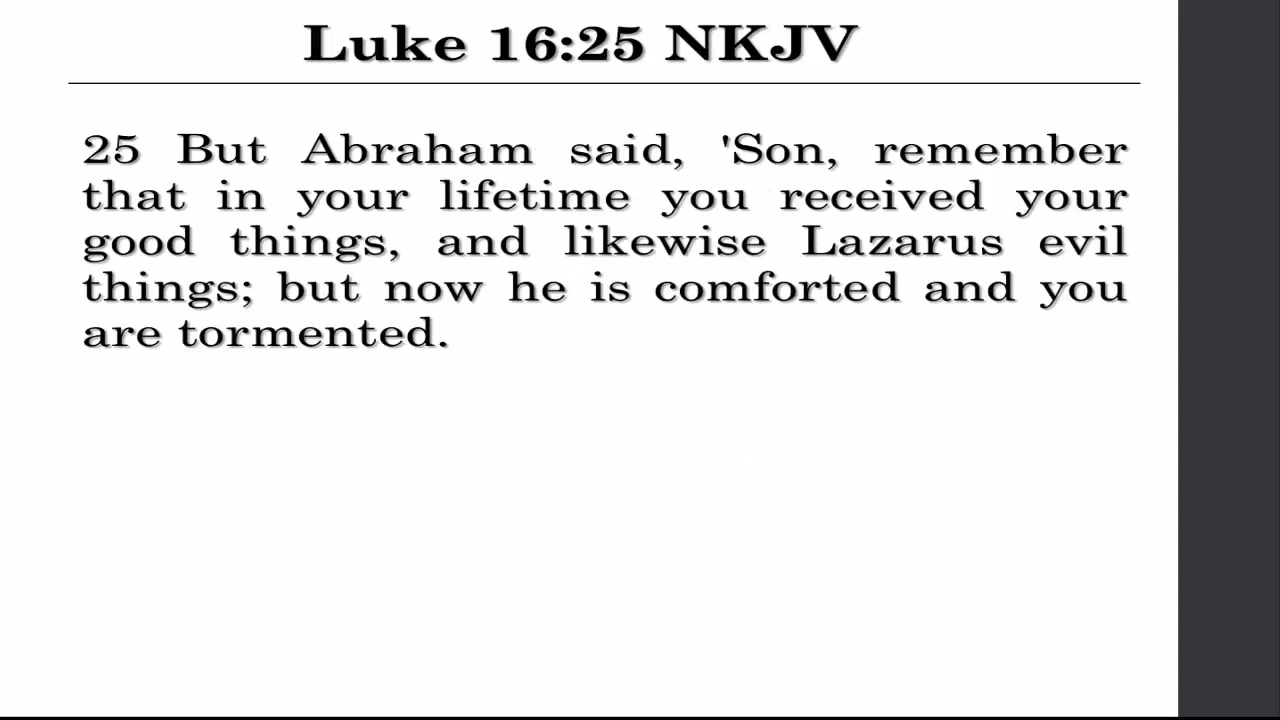 Luke 16:25 NKJV
25 But Abraham said, 'Son, remember
that in your lifetime you received your
good things, and likewise Lazarus evil
things; but now he is comforted and you
are tormented.